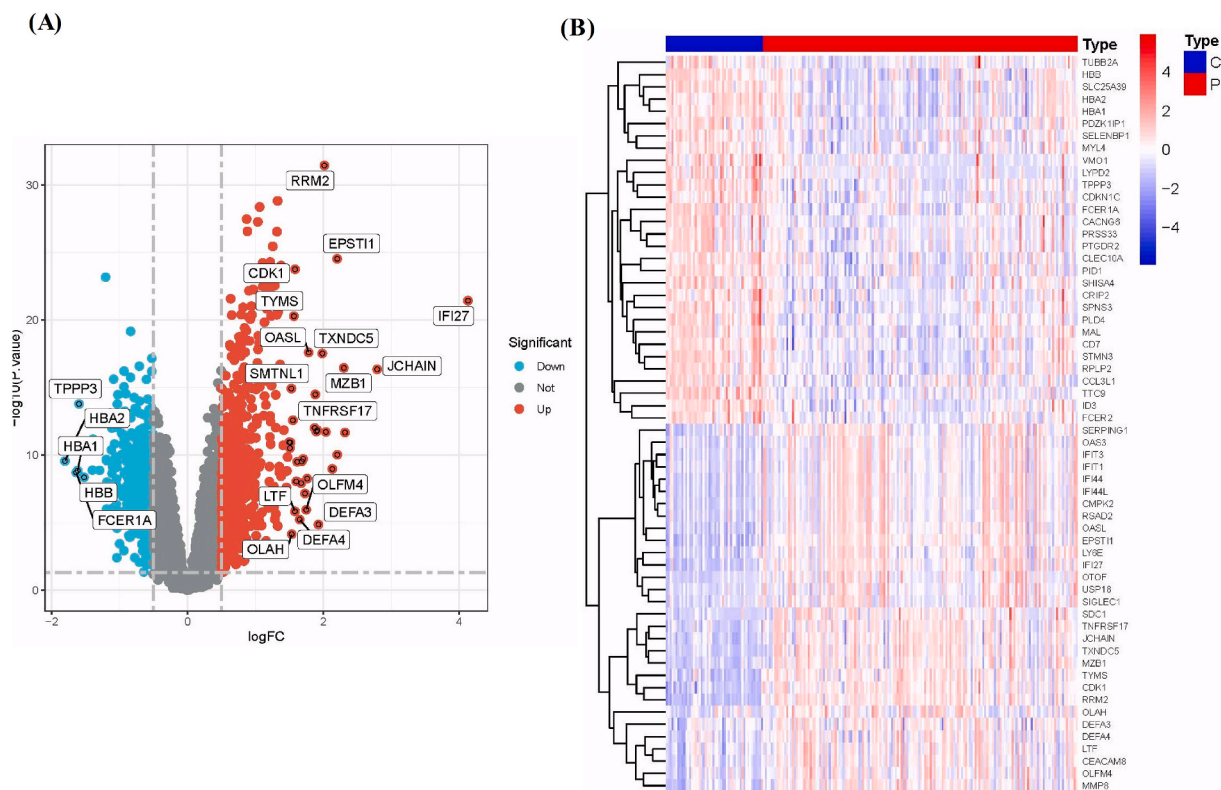 (A)
−log10(P.value)
30
20
10
0
−2
0
2
4
logFC
RRM2
EPSTI1
CDK1
TYMS
IFI27
OASL
TXNDC5
JCHAIN
SMTNL1
MZB1
TNFRSF17
TPPP3
HBA2
HBA1
HBB
FCER1A
LTF
OLFM4
DEFA3
DEFA4
OLAH
Significant
Down
Not
Up
(B)
Type
TUBB2A
HBB
SLC25A39
HBA2
HBA1
PDZK1IP1
SELENBP1
MYL4
VMO1
LYPD2
TPPP3
CDKN1C
FCER1A
CACNG6
PRSS33
PTGDR2
CLEC10A
PID1
SHISA4
CRIP2
SPNS3
PLD4
MAL
CD7
STMN3
RPLP2
CCL3L1
TTC9
ID3
FCER2
SERPING1
OAS3
IFIT3
IFIT1
IFI44
IFI44L
CMPK2
RSAD2
OASL
EPSTI1
LY6E
IFI27
OTOF
USP18
SIGLEC1
SDC1
TNFRSF17
JCHAIN
TXNDC5
MZB1
TYMS
CDK1
RRM2
OLAH
DEFA3
DEFA4
LTF
CEACAM8
OLFM4
MMP8
4
2
0
−2
−4
Type
C
P